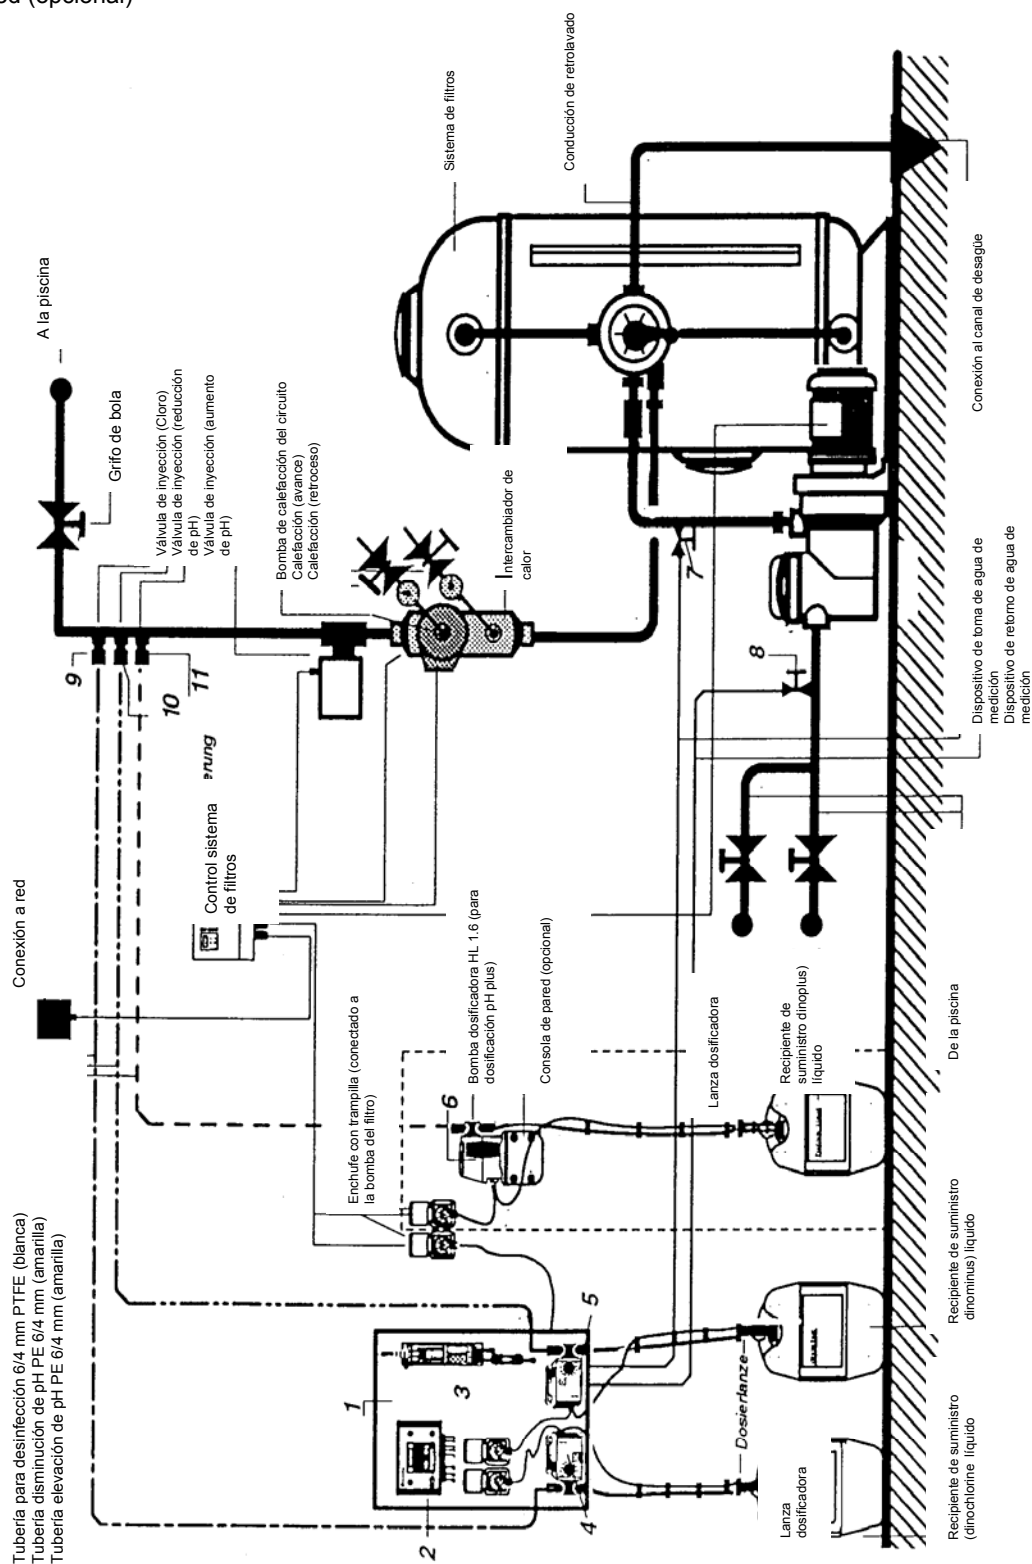 ed (opcional)
Tubería para desinfección 6/4 mm PTFE (blanca)
Tubería disminución de pH PE 6/4 mm (amarilla)
Tubería elevación de pH PE 6/4 mm (amarilla)
Conexión a red
A la piscina
Grifo de bola
Válvula de inyección (Cloro)
Válvula de inyección (reducción
de pH)
Válvula de inyección (aumento
de pH)
9
10
11
Control sistema
de filtros
erung
Bomba de calefacción del circuito
Calefacción (avance)
Calefacción (retroceso)
Sistema de filtros
Intercambiador de
calor
Conducción de retrolavado
Enchufe con trampilla (conectado a
la bomba del filtro)
Bomba dosificadora HL 1.6 (para
dosificación pH plus)
Consola de pared (opcional)
1
2
3
4
5
6
7
8
Lanza dosificadora
Recipiente de
suministro dinoplus
líquido
Dosierlanze
Lanza
dosificadora
Recipiente de suministro
(dinochlorine líquido
Recipiente de suministro
dinominus) líquido
De la piscina
Dispositivo de toma de agua de
medición
Dispositivo de retorno de agua de
medición
Conexión al canal de desagüe